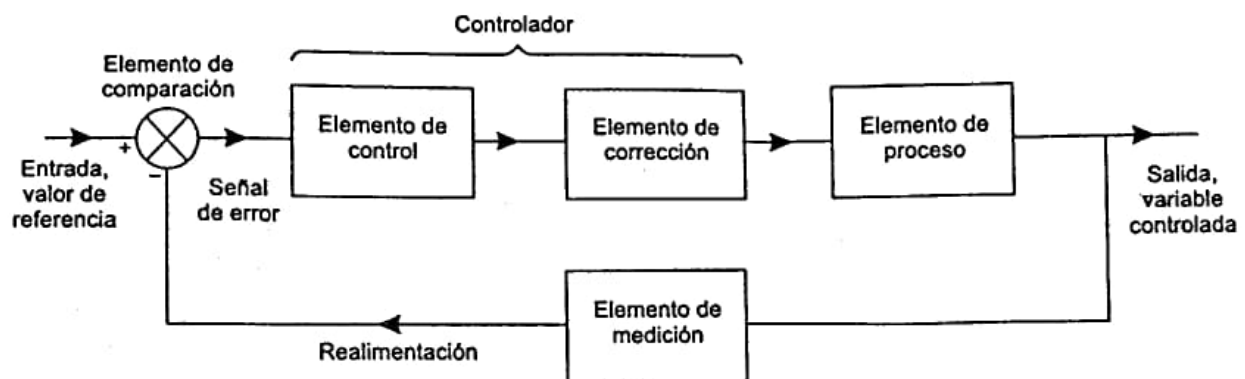 Controlador
Elemento de
comparación
Elemento de
control
Elemento de
corrección
Elemento de
proceso
+
−
Entrada,
valor de
referencia
Señal
de error
Salida,
variable
controlada
Elemento de
medición
Realimentación